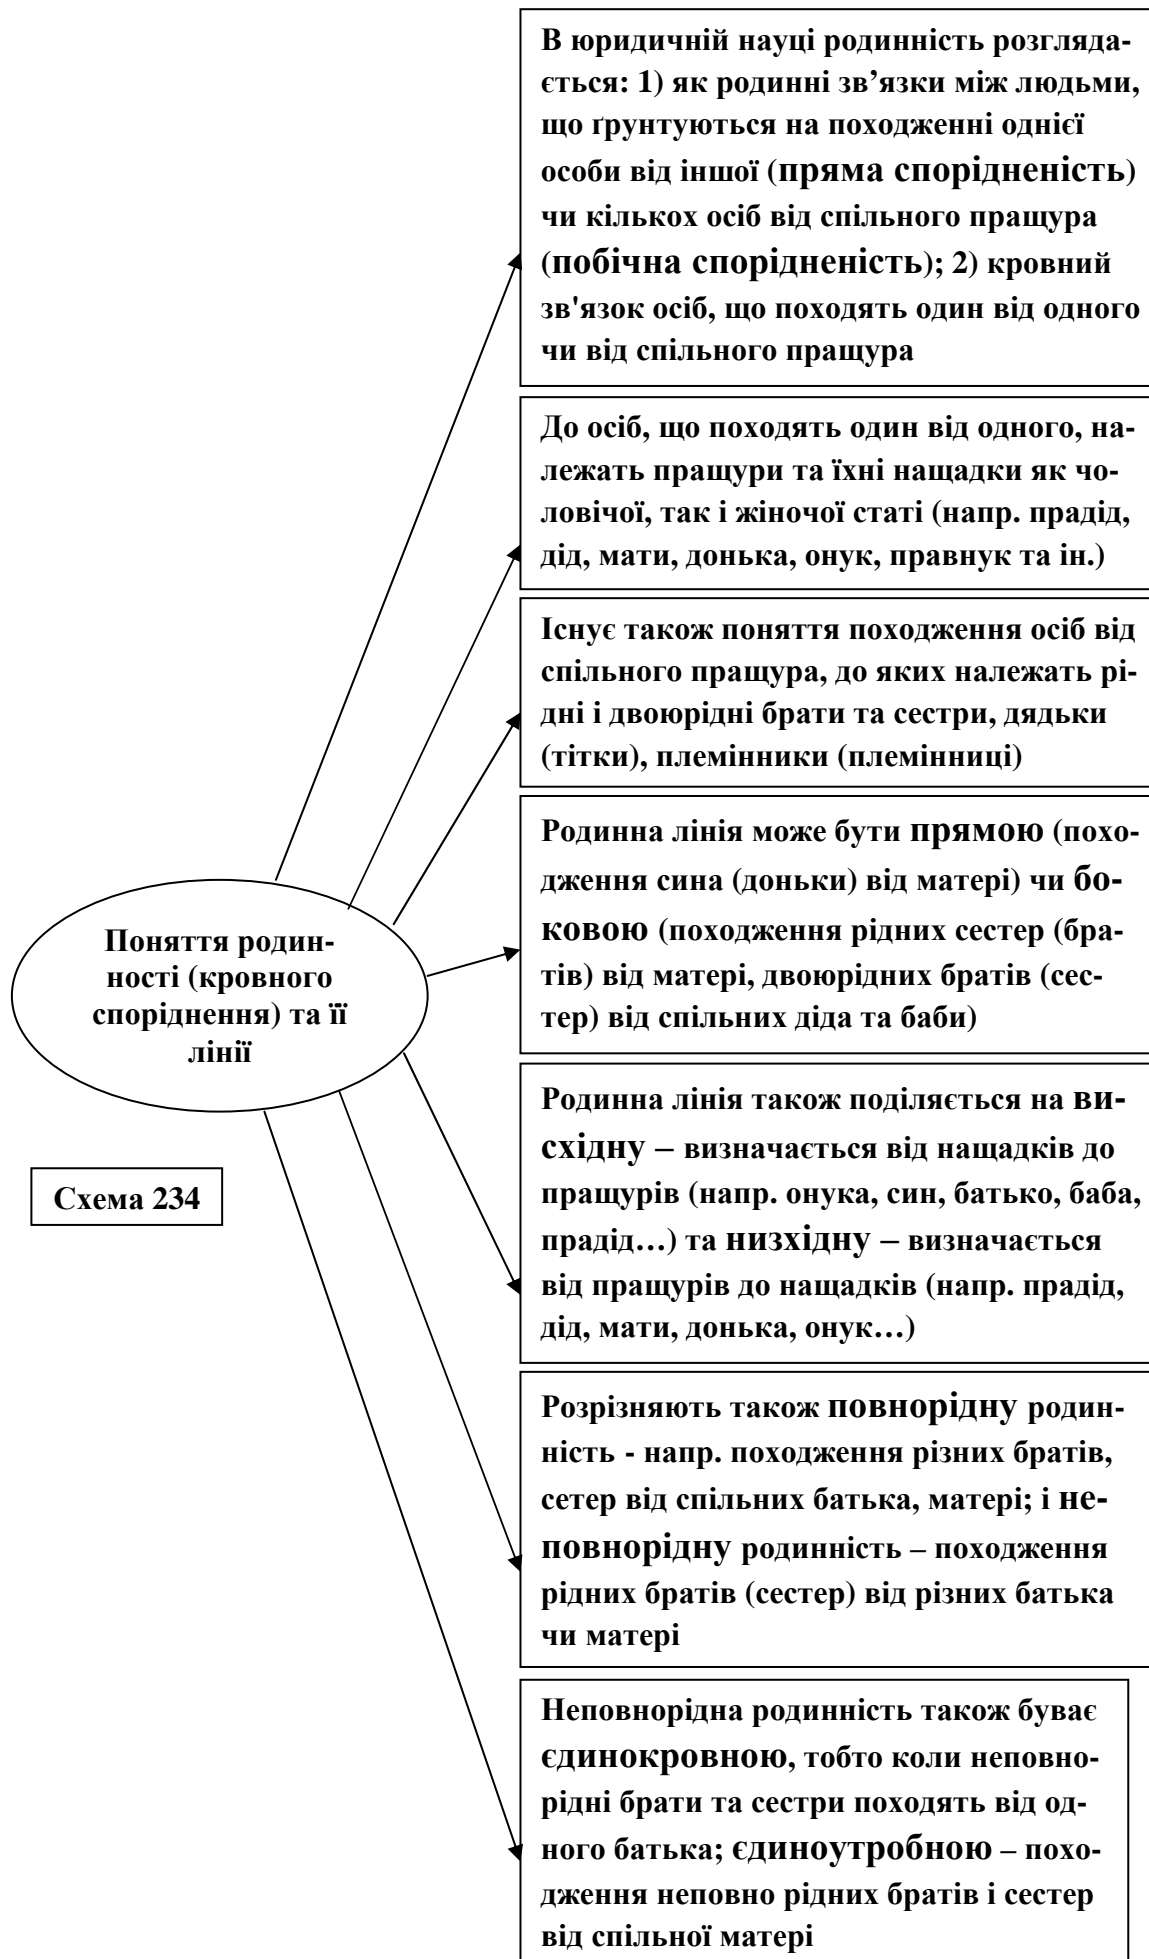 В юридичній науці родинність розгляда-
ється: 1) як родинні зв’язки між людьми,
що ґрунтуються на походженні однієї
особи від іншої (пряма спорідненість)
чи кількох осіб від спільного пращура
(побічна спорідненість); 2) кровний
зв'язок осіб, що походять один від одного
чи від спільного пращура
До осіб, що походять один від одного, на-
лежать пращури та їхні нащадки як чо-
ловічої, так і жіночої статі (напр. прадід,
дід, мати, донька, онук, правнук та ін.)
Існує також поняття походження осіб від
спільного пращура, до яких належать рі-
дні і двоюрідні брати та сестри, дядьки
(тітки), племінники (племінниці)
Родинна лінія може бути прямою (похо-
дження сина (доньки) від матері) чи бо-
ковою (походження рідних сестер (бра-
тів) від матері, двоюрідних братів (сес-
тер) від спільних діда та баби)
Поняття родин-
ності (кровного
споріднення) та її
лінії
Схема 234
Родинна лінія також поділяється на ви-
східну – визначається від нащадків до
пращурів (напр. онука, син, батько, баба,
прадід…) та низхідну – визначається
від пращурів до нащадків (напр. прадід,
дід, мати, донька, онук…)
Розрізняють також повнорідну родин-
ність - напр. походження різних братів,
сетер від спільних батька, матері; і не-
повнорідну родинність – походження
рідних братів (сестер) від різних батька
чи матері
Неповнорідна родинність також буває
єдинокровною, тобто коли неповно-
рідні брати та сестри походять від од-
ного батька; єдиноутробною – похо-
дження неповно рідних братів і сестер
від спільної матері